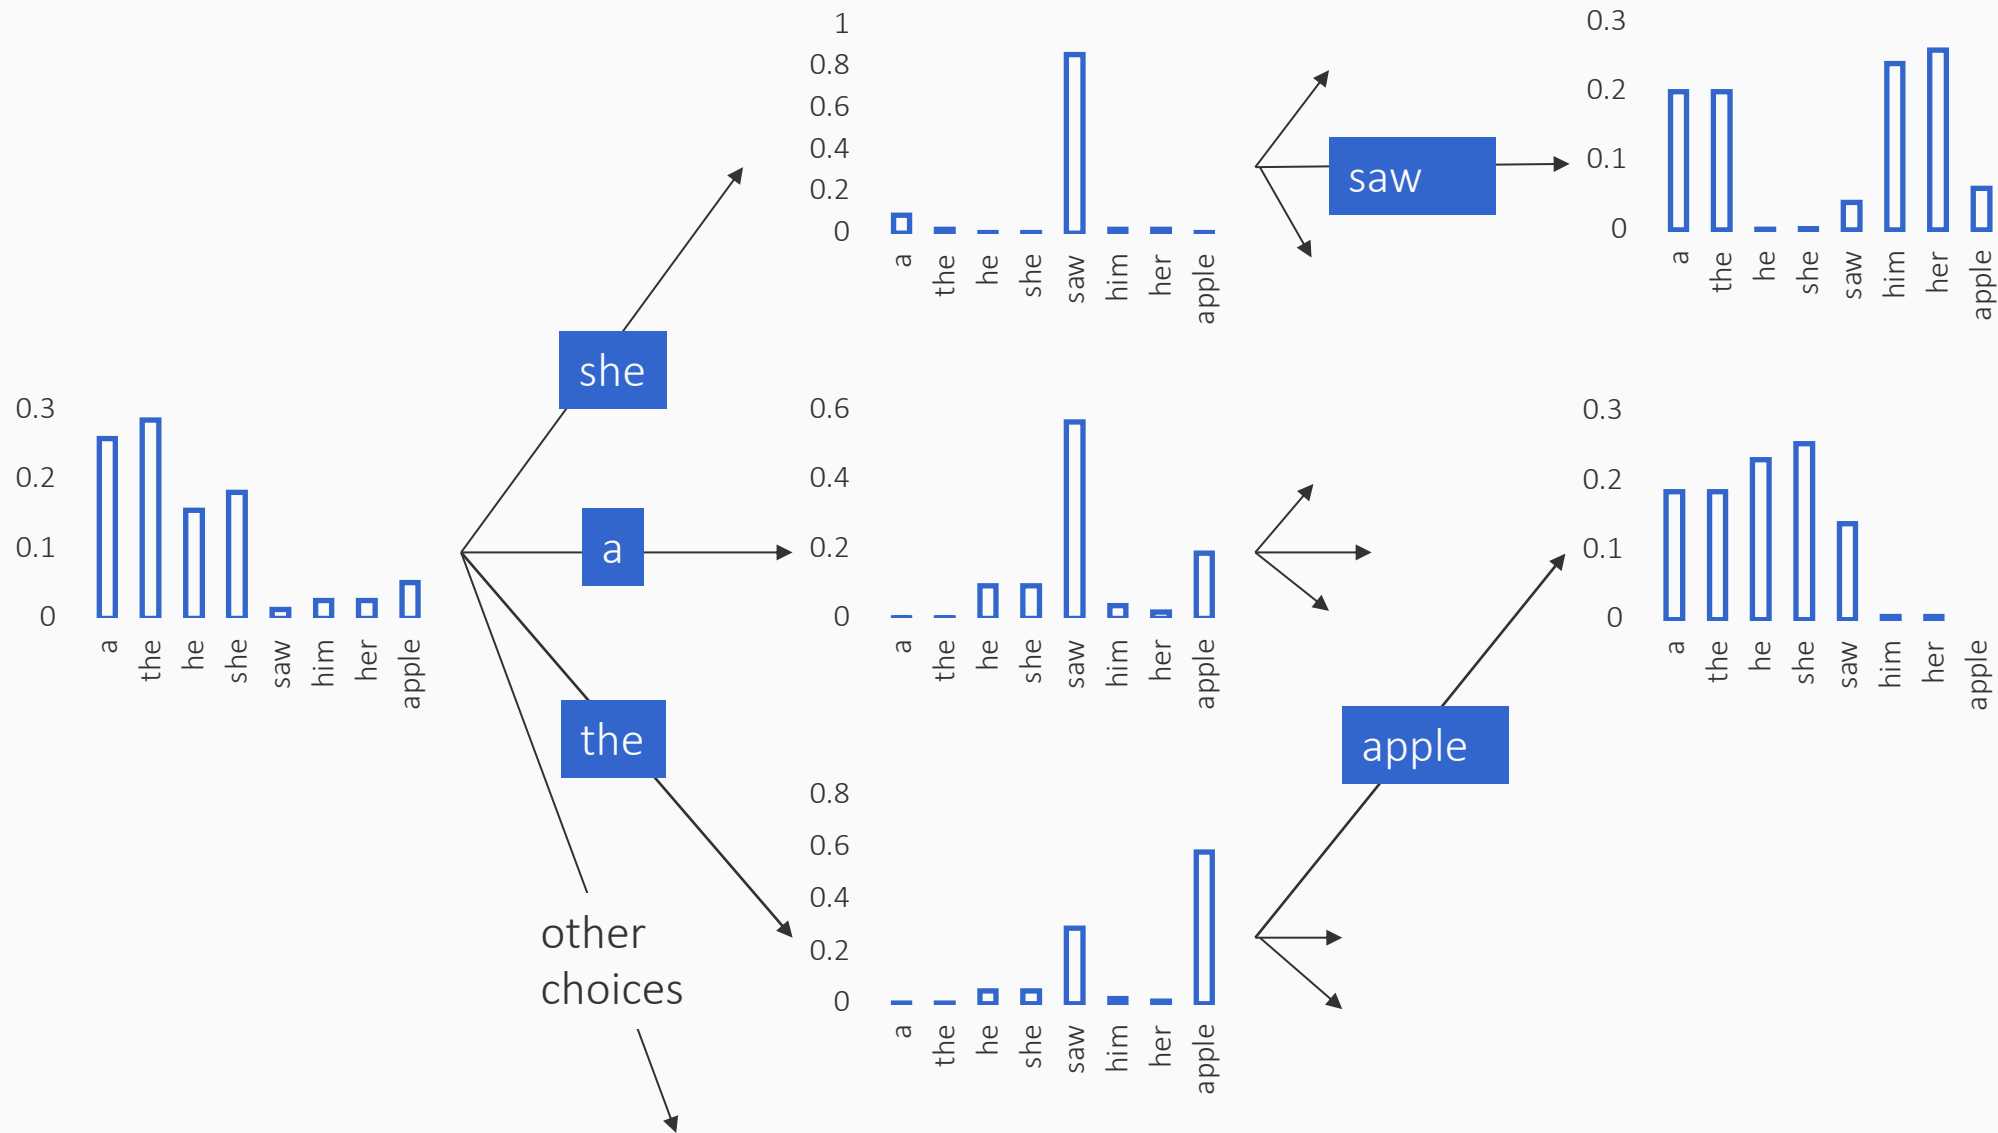 0.3
0.2
0.1
0
a
the
he
she
saw
him
her
apple
she
a
the
other
choices
1
0.8
0.6
0.4
0.2
0
a
the
he
she
saw
him
her
apple
0.6
0.4
0.2
0
a
the
he
she
saw
him
her
apple
0.8
0.6
0.4
0.2
0
a
the
he
she
saw
him
her
apple
saw
apple
0.3
0.2
0.1
0
a
the
he
she
saw
him
her
apple
0.3
0.2
0.1
0
a
the
he
she
saw
him
her
apple